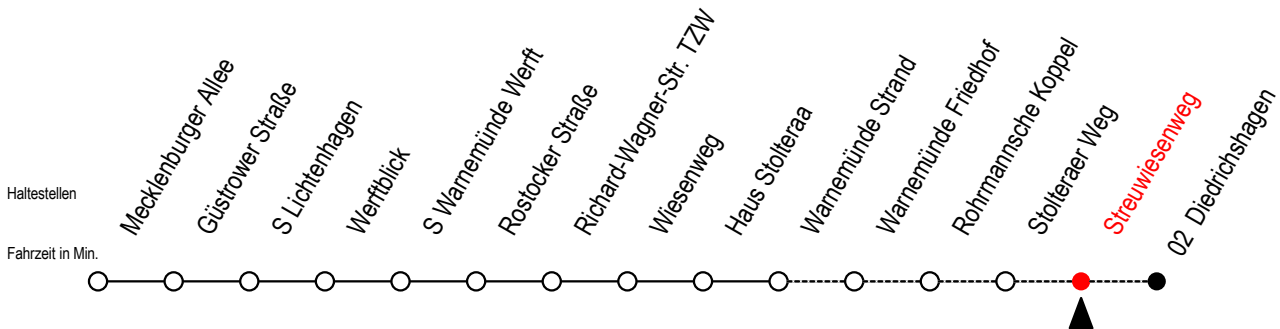 Haltestellen
Fahrzeit in Min.
Mecklenburger Allee
Güstrower Straße
S Lichtenhagen
Werftblick
S Warnemünde Werft
Rostocker Straße
Richard-Wagner-Str. TZW
Wiesenweg
Haus Stolteraa
Warnemünde Strand
Warnemünde Friedhof
Rohrmannsche Koppel
Stolteraer Weg
Streuwiesenweg
02 Diedrichshagen